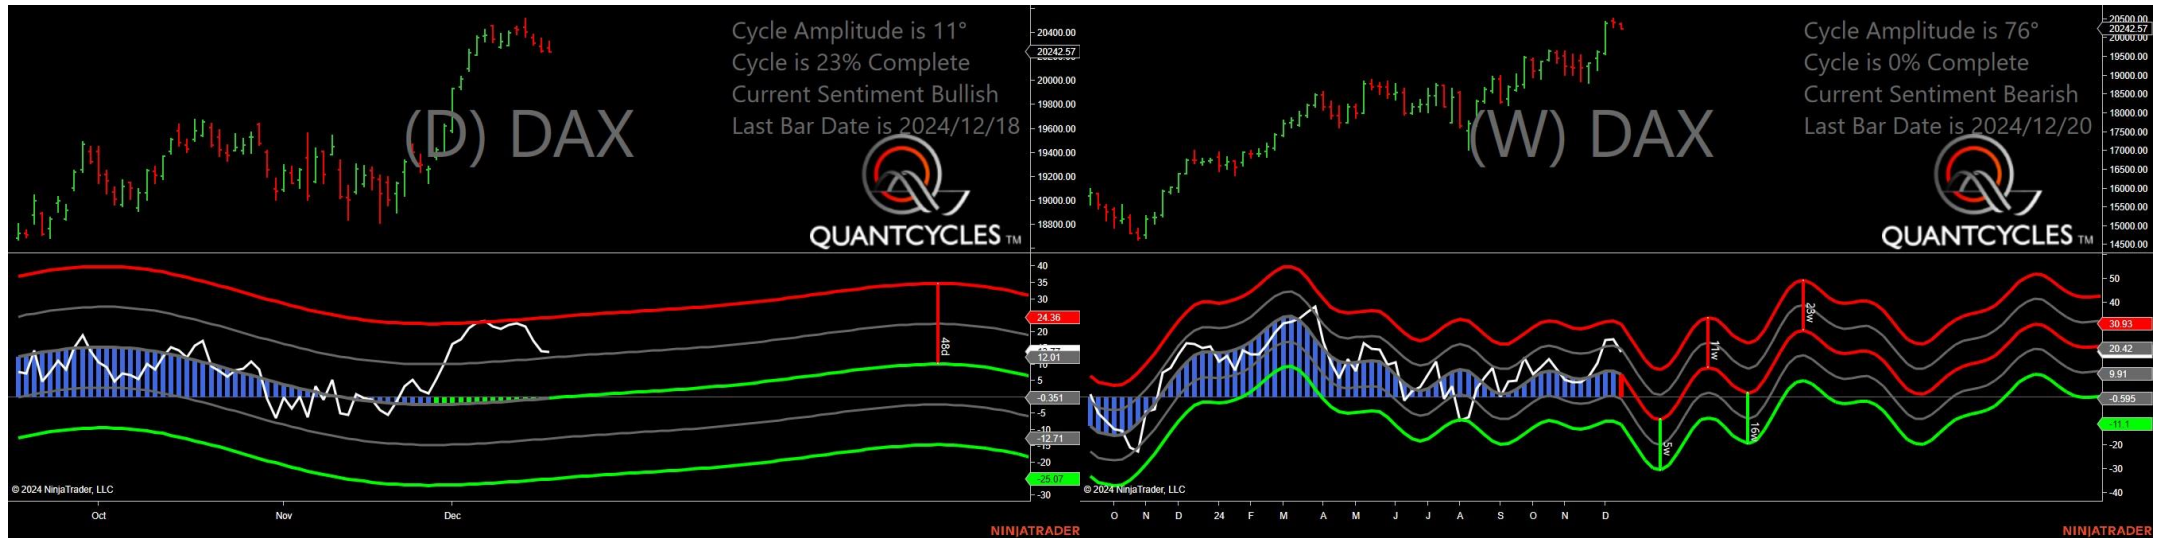 Cycle Amplitude is 11°
Cycle is 23% Complete
Current Sentiment Bullish
Last Bar Date is 2024/12/18
(D) DAX
QUANTCYCLES TM
20400.00
20242.57
20000.00
19800.00
19600.00
19400.00
19200.00
19000.00
18800.00
40
35
30
24.36
20
12.01
10
5
-0.351
-5
-10
-12.71
-15
-20
-25.07
-30
48d
© 2024 NinjaTrader, LLC
Oct Nov Dec
NINJATRADER
Cycle Amplitude is 76°
Cycle is 0% Complete
Current Sentiment Bearish
Last Bar Date is 2024/12/20
(W) DAX
QUANTCYCLES TM
20500.00
20242.57
20000.00
19500.00
19000.00
18500.00
18000.00
17500.00
17000.00
16500.00
16000.00
15500.00
15000.00
14500.00
50
40
30.93
20.42
9.91
-0.595
-11.1
-20
-30
-40
5w
11w
16w
23w
© 2024 NinjaTrader, LLC
O N D 24 F M A M J J A S O N D
NINJATRADER